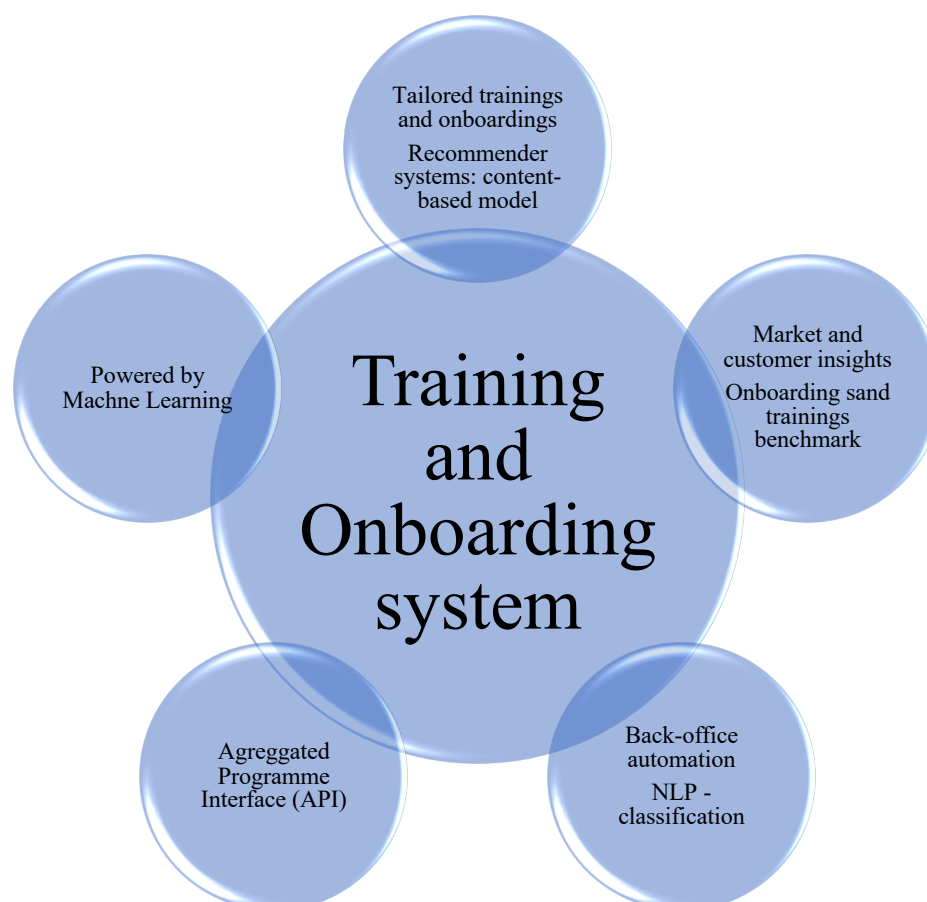 Tailored trainings
and onboardings
Recommender
systems: content-
based model
Market and
customer insights
Onboarding sand
trainings
benchmark
Powered by
Machne Learning
Training
and
Onboarding
system
Back-office
automation
NLP -
classification
Agreggated
Programme
Interface (API)